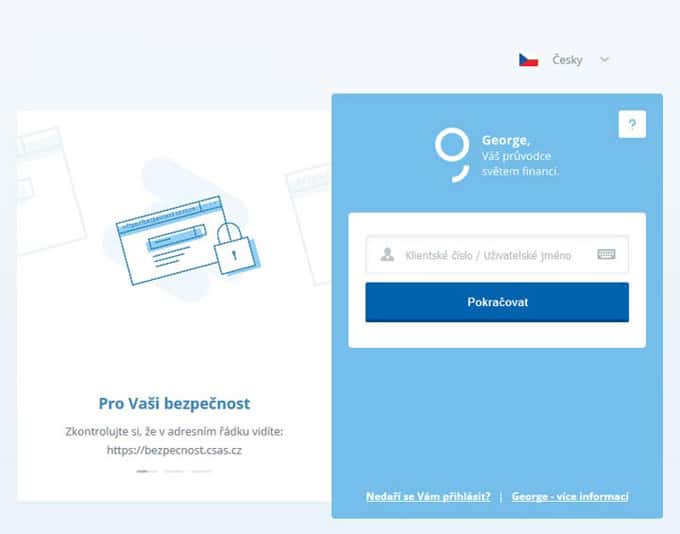 Česky
?
George,
Váš průvodce
světem financí.
Klientské číslo / Uživatelské jméno
Pokračovat
Pro Vaši bezpečnost
Zkontrolujte si, že v adresním řádku vidíte:
https://bezpecnost.csas.cz
Nedaří se Vám přihlásit? | George - více informací